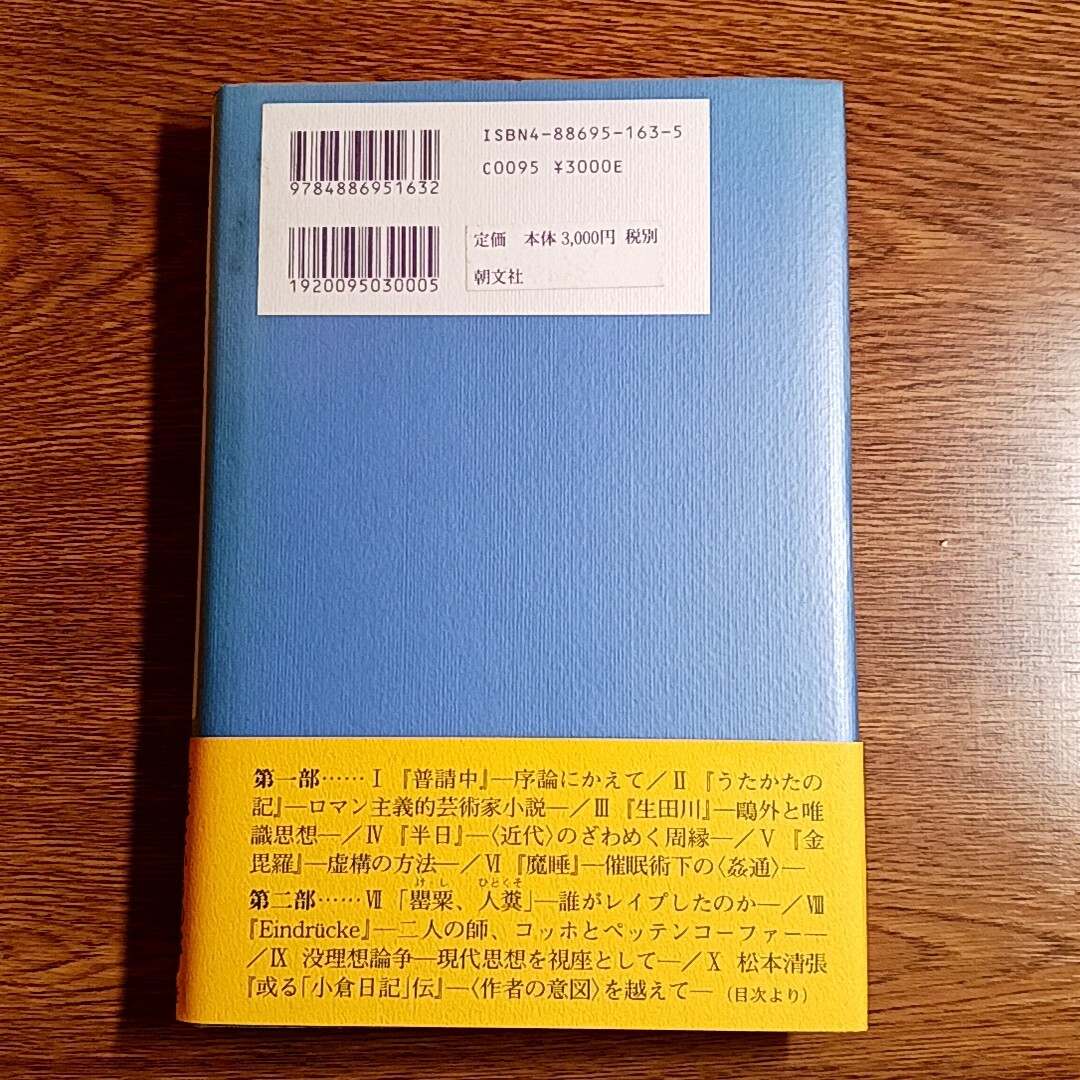 ISBN4-88695-163-5
C0095 ¥3000E
9784886951632
定価 本体3,000円 税別
朝文社
1920095030005
第一部……Ⅰ 『普請中』―序論にかえて/Ⅱ 『うたかたの
記』―ロマン主義的芸術家小説―/Ⅲ 『生田川』―鷗外と唯
識思想―/Ⅳ 『半日』―〈近代〉のざわめく周縁―/Ⅴ 『金
毘羅』―虚構の方法―/Ⅵ 『魔睡』―催眠術下の〈姦通〉―
けし ひとくそ
第二部……Ⅶ 「罌粟、人糞」―誰がレイプしたのか―/Ⅷ
『Eindrücke』―二人の師、コッホとペッテンコーファー―
/Ⅸ 没理想論争―現代思想を視座として―/Ⅹ 松本清張
『或る「小倉日記」伝』―〈作者の意図〉を越えて― (目次より)